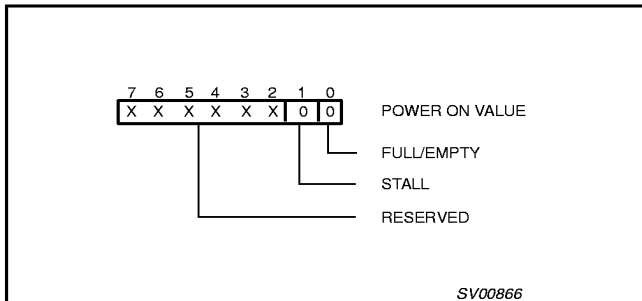 7 6 5 4 3 2 1 0
X X X X X X 0 0 POWER ON VALUE
FULL/EMPTY
STALL
RESERVED
SV00866